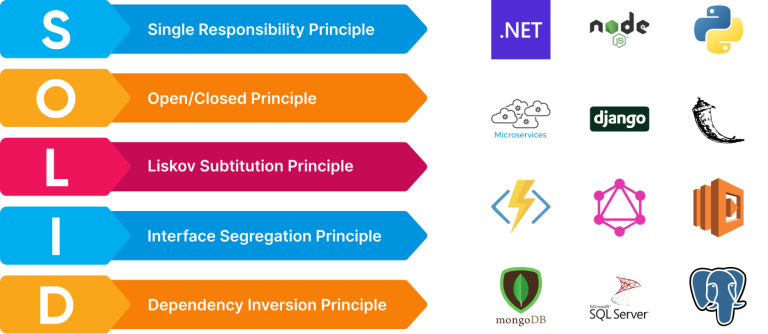 S
Single Responsibility Principle
O
Open/Closed Principle
L
Liskov Subtitution Principle
I
Interface Segregation Principle
D
Dependency Inversion Principle
.NET
node
JS
Microservices
django
mongoDB
Microsoft
SQL Server